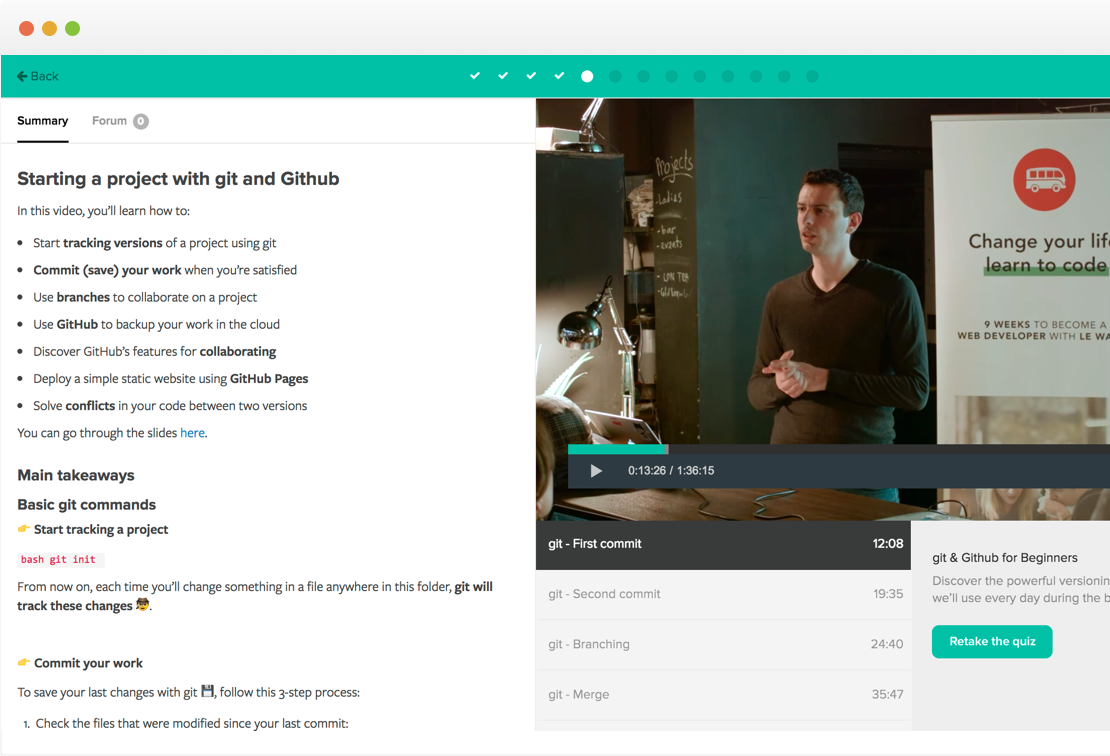 Back
Summary
Forum 0
Starting a project with git and Github
In this video, you’ll learn how to:
Start tracking versions of a project using git
Commit (save) your work when you’re satisfied
Use branches to collaborate on a project
Use GitHub to backup your work in the cloud
Discover GitHub’s features for collaborating
Deploy a simple static website using GitHub Pages
Solve conflicts in your code between two versions
You can go through the slides here.
Main takeaways
Basic git commands
👉 Start tracking a project
bash git init
From now on, each time you’ll change something in a file anywhere in this folder, git will
track these changes
👉 Commit your work
To save your last changes with git 💾, follow this 3-step process:
1. Check the files that were modified since your last commit:
Projects
- Ladies
- bar
- events
Change your life
learn to code
9 WEEKS TO BECOME A
WEB DEVELOPER WITH LE WA
0:13:26 / 1:36:15
git - First commit 12:08
git - Second commit 19:35
git - Branching 24:40
git - Merge 35:47
git & Github for Beginners
Discover the powerful versionin
we’ll use every day during the b
Retake the quiz